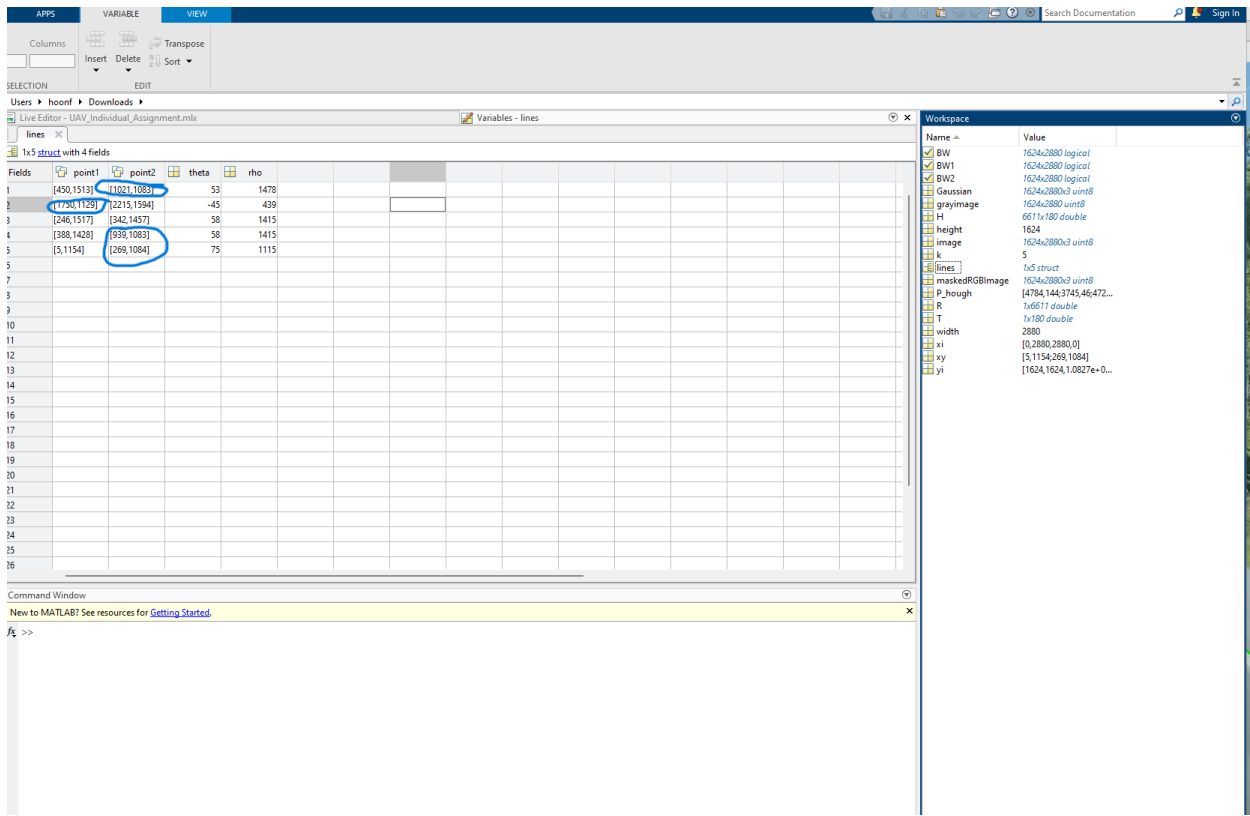 APPS VARIABLE VIEW Search Documentation Sign In
Columns Insert Delete Transpose
Sort
SELECTION EDIT
Users hoonf Downloads
Live Editor - UAV_Individual_Assignment.mlx Variables - lines Workspace
lines
1x5 struct with 4 fields
Fields point1 point2 theta rho
1 [450,1513] [1021,1083] 53 1478
2 [1750,1129] [2215,1594] -45 439
3 [246,1517] [342,1457] 58 1415
4 [388,1428] [939,1083] 58 1415
5 [5,1154] [269,1084] 75 1115
6
7
8
9
10
11
12
13
14
15
16
17
18
19
20
21
22
23
24
25
26
Name Value
BW 1624x2880 logical
BW1 1624x2880 logical
BW2 1624x2880 logical
Gaussian 1624x2880x3 uint8
grayimage 1624x2880 uint8
H 6611x180 double
height 1624
image 1624x2880x3 uint8
k 5
lines 1x5 struct
maskedRGBImage 1624x2880x3 uint8
P_hough [4784,144;3745,46;472...
R 1x6611 double
T 1x180 double
width 2880
xi [0,2880,2880,0]
xy [5,1154;269,1084]
yi [1624,1624,1.0827e+0...
Command Window
New to MATLAB? See resources for Getting Started.
fx >>